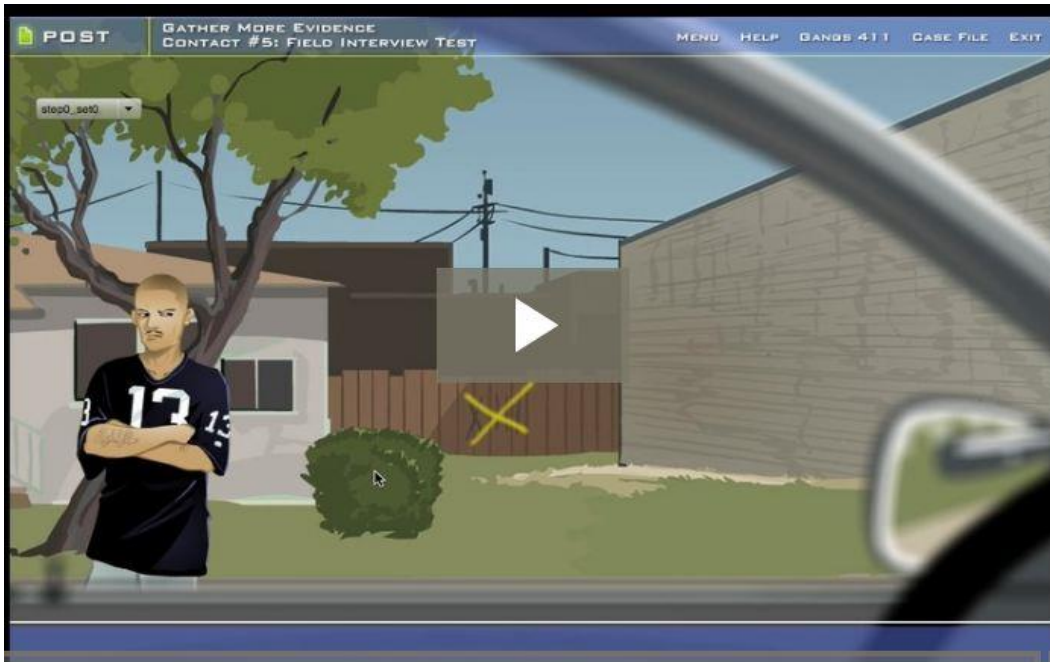 POST
GATHER MORE EVIDENCE
CONTACT #5: FIELD INTERVIEW TEST
MENU HELP GANGS 411 CASE FILE EXIT
step0_set0
13
13
3